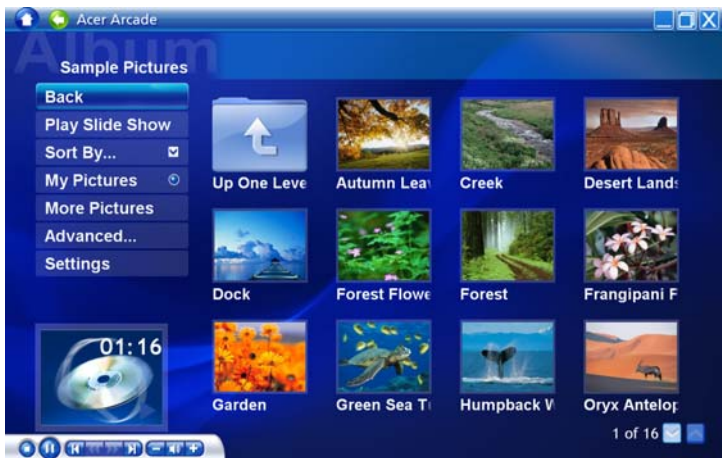 Acer Arcade
Album
Sample Pictures
Back
Play Slide Show
Sort By...
My Pictures
More Pictures
Advanced...
Settings
Up One Leve
Autumn Lea
Creek
Desert Lands
Dock
Forest Flowe
Forest
Frangipani F
Garden
Green Sea T
Humpback W
Oryx Antelop
01:16
1 of 16